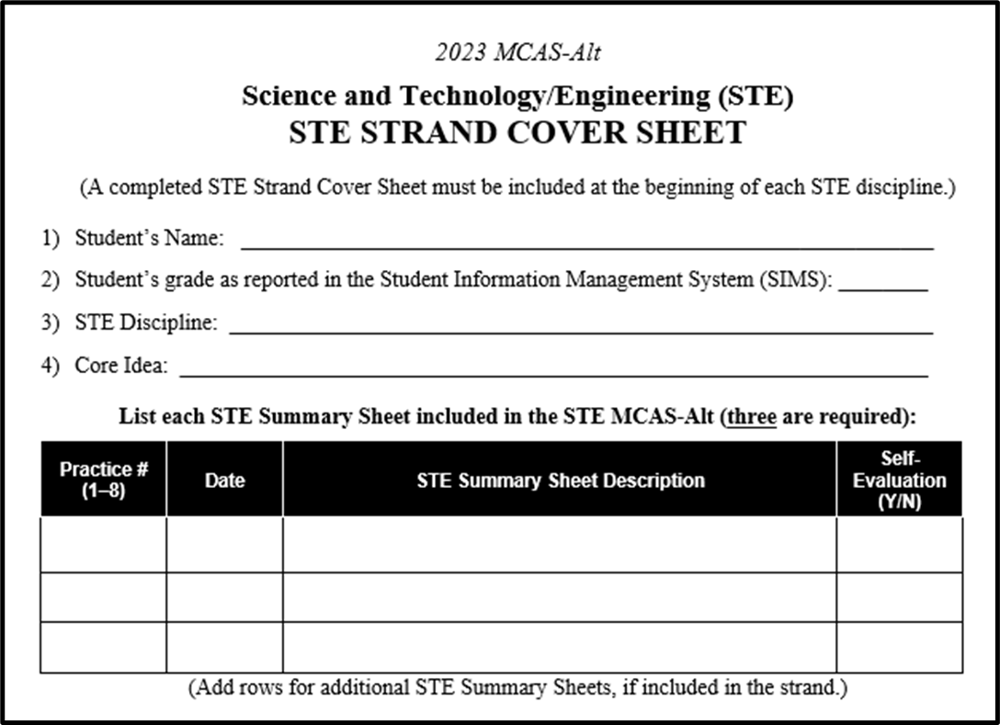 2023 MCAS-Alt
Science and Technology/Engineering (STE)
STE STRAND COVER SHEET
(A completed STE Strand Cover Sheet must be included at the beginning of each STE discipline.)
1) Student’s Name: ____________
2) Student’s grade as reported in the Student Information Management System (SIMS): ________
3) STE Discipline: ____________
4) Core Idea: ____________
List each STE Summary Sheet included in the STE MCAS-Alt (three are required):
Practice #
(1–8)
Date
STE Summary Sheet Description
Self-
Evaluation
(Y/N)
(Add rows for additional STE Summary Sheets, if included in the strand.)